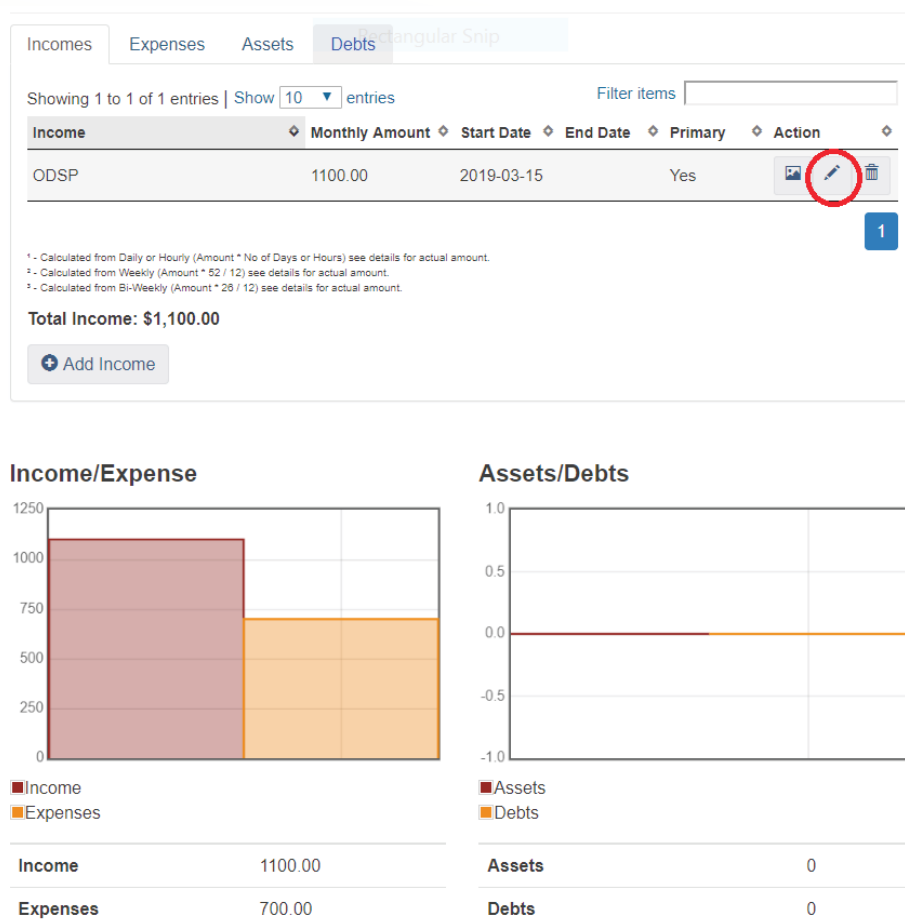 Rectangular Snip
Incomes Expenses Assets Debts
Showing 1 to 1 of 1 entries | Show 10 entries Filter items
Income Monthly Amount Start Date End Date Primary Action
ODSP 1100.00 2019-03-15 Yes
1
¹ - Calculated from Daily or Hourly (Amount * No of Days or Hours) see details for actual amount.
² - Calculated from Weekly (Amount * 52 / 12) see details for actual amount.
³ - Calculated from Bi-Weekly (Amount * 26 / 12) see details for actual amount.
Total Income: $1,100.00
Add Income
Income/Expense
1250
1000
750
500
250
0
Income
Expenses
Income 1100.00
Expenses 700.00
Assets/Debts
1.0
0.5
0.0
-0.5
-1.0
Assets
Debts
Assets 0
Debts 0